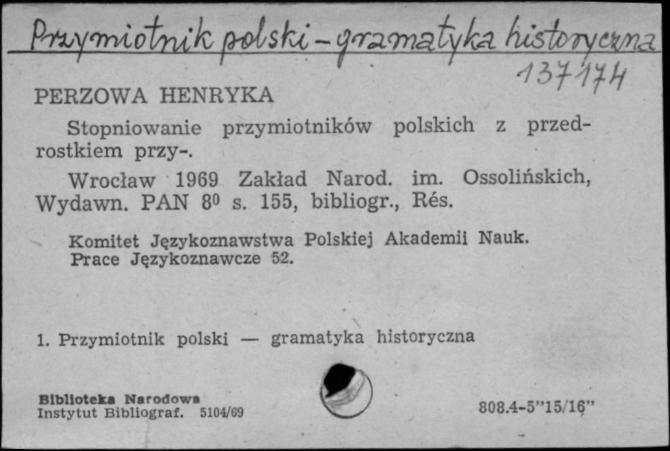 Przymiotnik polski – gramatyka historyczna
137174
PERZOWA HENRYKA
Stopniowanie przymiotników polskich z przed-
rostkiem przy-.
Wrocław 1969 Zakład Narod. im. Ossolińskich,
Wydawn. PAN 8⁰ s. 155, bibliogr., Rés.
Komitet Językoznawstwa Polskiej Akademii Nauk.
Prace Językoznawcze 52.
1. Przymiotnik polski — gramatyka historyczna
Biblioteka Narodowa
Instytut Bibliograf. 5104/69
808.4-5"15/16"